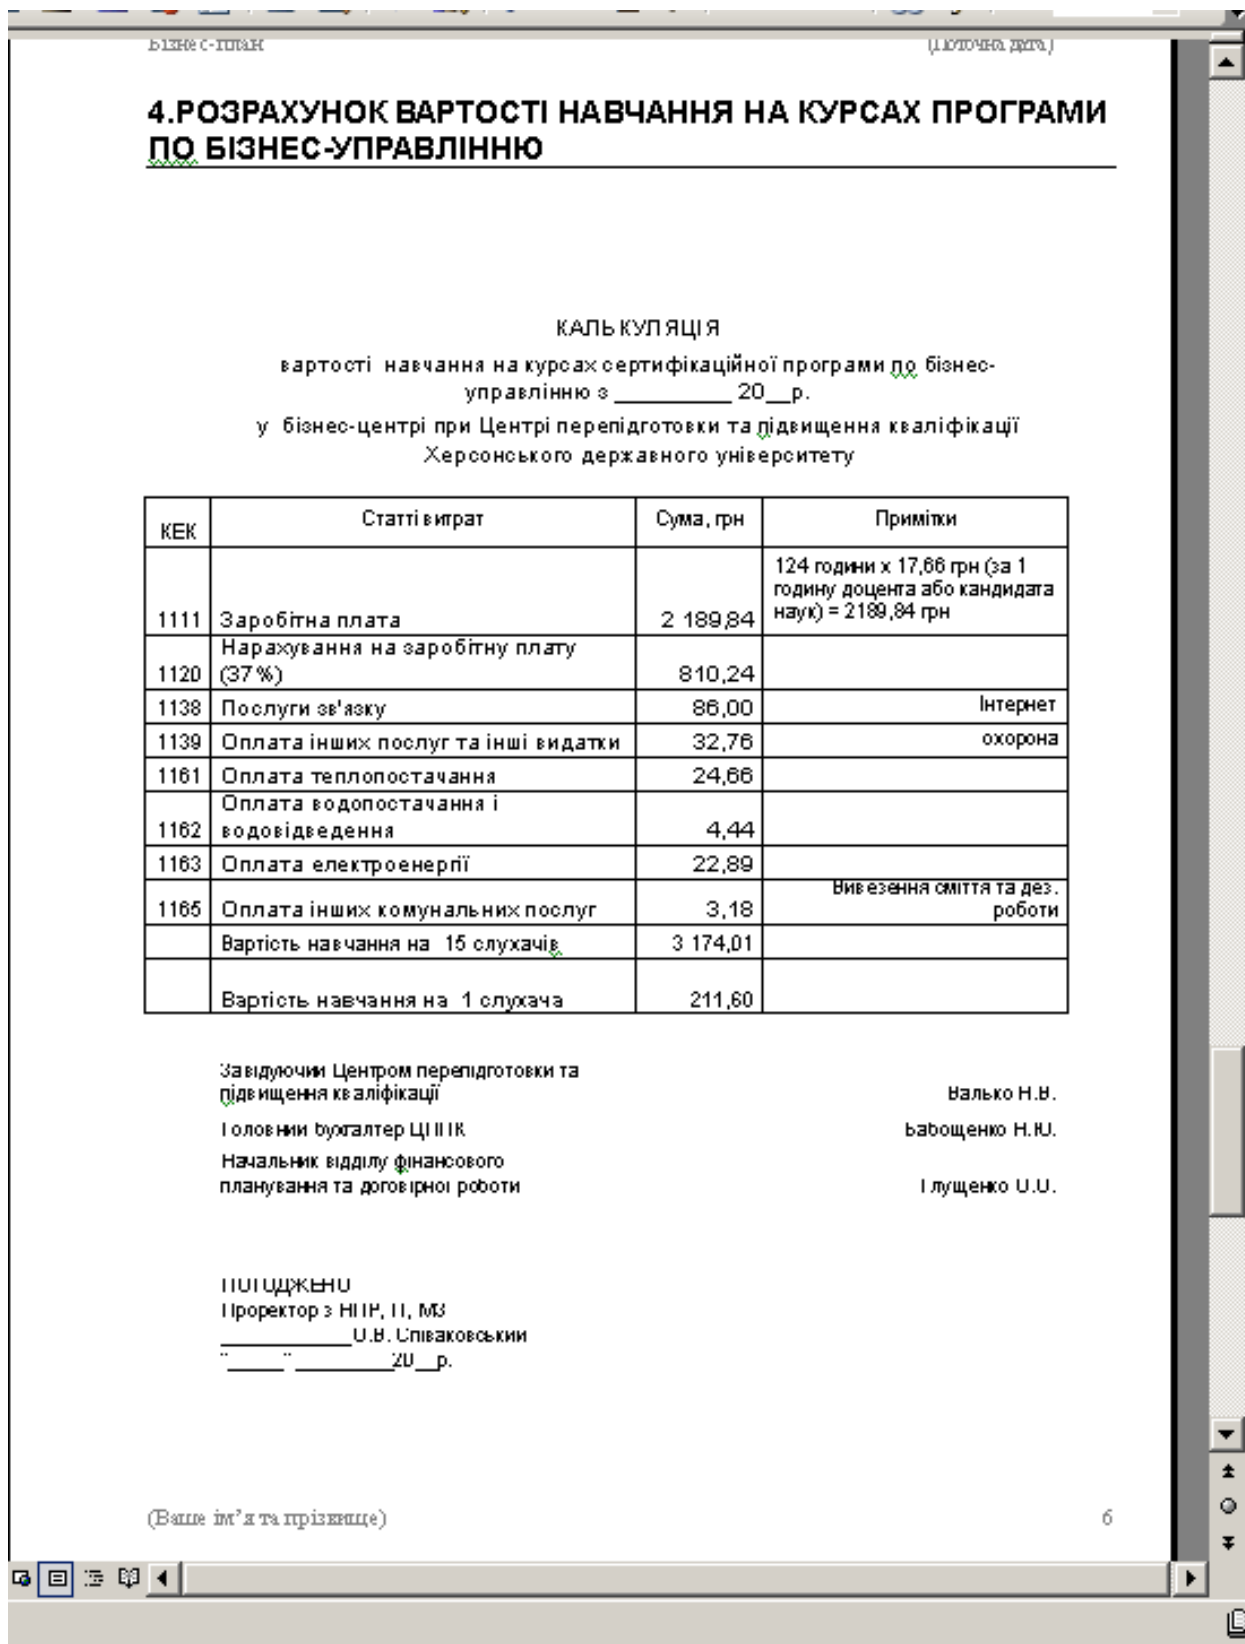 Бізнес-план (Поточна дата)
4.РОЗРАХУНОК ВАРТОСТІ НАВЧАННЯ НА КУРСАХ ПРОГРАМИ
ПО БІЗНЕС-УПРАВЛІННЮ
КАЛЬКУЛЯЦІЯ
вартості навчання на курсах сертифікаційної програми по бізнес-
управлінню з __________ 20__р.
у бізнес-центрі при Центрі перепідготовки та підвищення кваліфікації
Херсонського державного університету
КЕК Статті витрат Сума, грн Примітки
124 години х 17,66 грн (за 1
годину доцента або кандидата
наук) = 2189,84 грн
1111 Заробітна плата 2 189,84
Нарахування на заробітну плату
1120 (37%) 810,24
1138 Послуги зв'язку 86,00 Інтернет
1139 Оплата інших послуг та інші видатки 32,76 охорона
1161 Оплата теплопостачання 24,66
Оплата водопостачання і
1162 водовідведення 4,44
1163 Оплата електроенергії 22,89
Вивезення сміття та дез.
1165 Оплата інших комунальних послуг 3,18 роботи
Вартість навчання на 15 слухачів 3 174,01
Вартість навчання на 1 слухача 211,60
Завідуючий Центром перепідготовки та
підвищення кваліфікації Валько Н.В.
Головний бухгалтер ЦППК Бабощенко Н.Ю.
Начальник відділу фінансового
планування та договірної роботи Глущенко О.О.
ПОГОДЖЕНО
Проректор з НПР, П, МЗ
____________О.В. Співаковський
"_____" _________20__р.
(Ваше ім'я та прізвище) 6